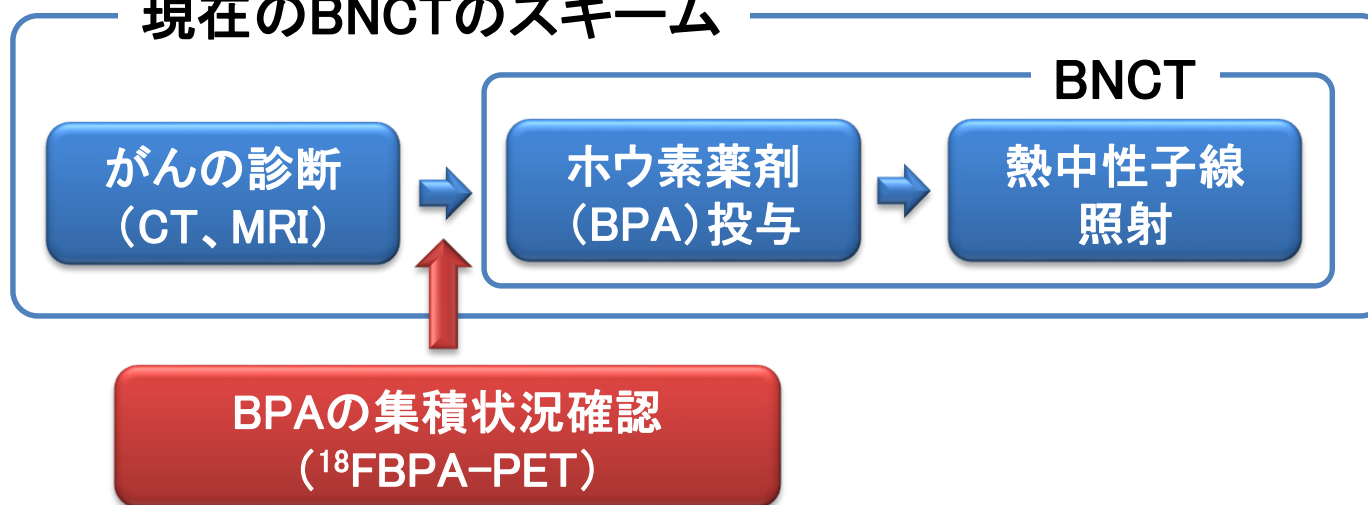 現在のBNCTのスキーム
BNCT
がんの診断
（CT、MRI）
ホウ素薬剤
（BPA）投与
熱中性子線
照射
BPAの集積状況確認
（¹⁸FBPA-PET）